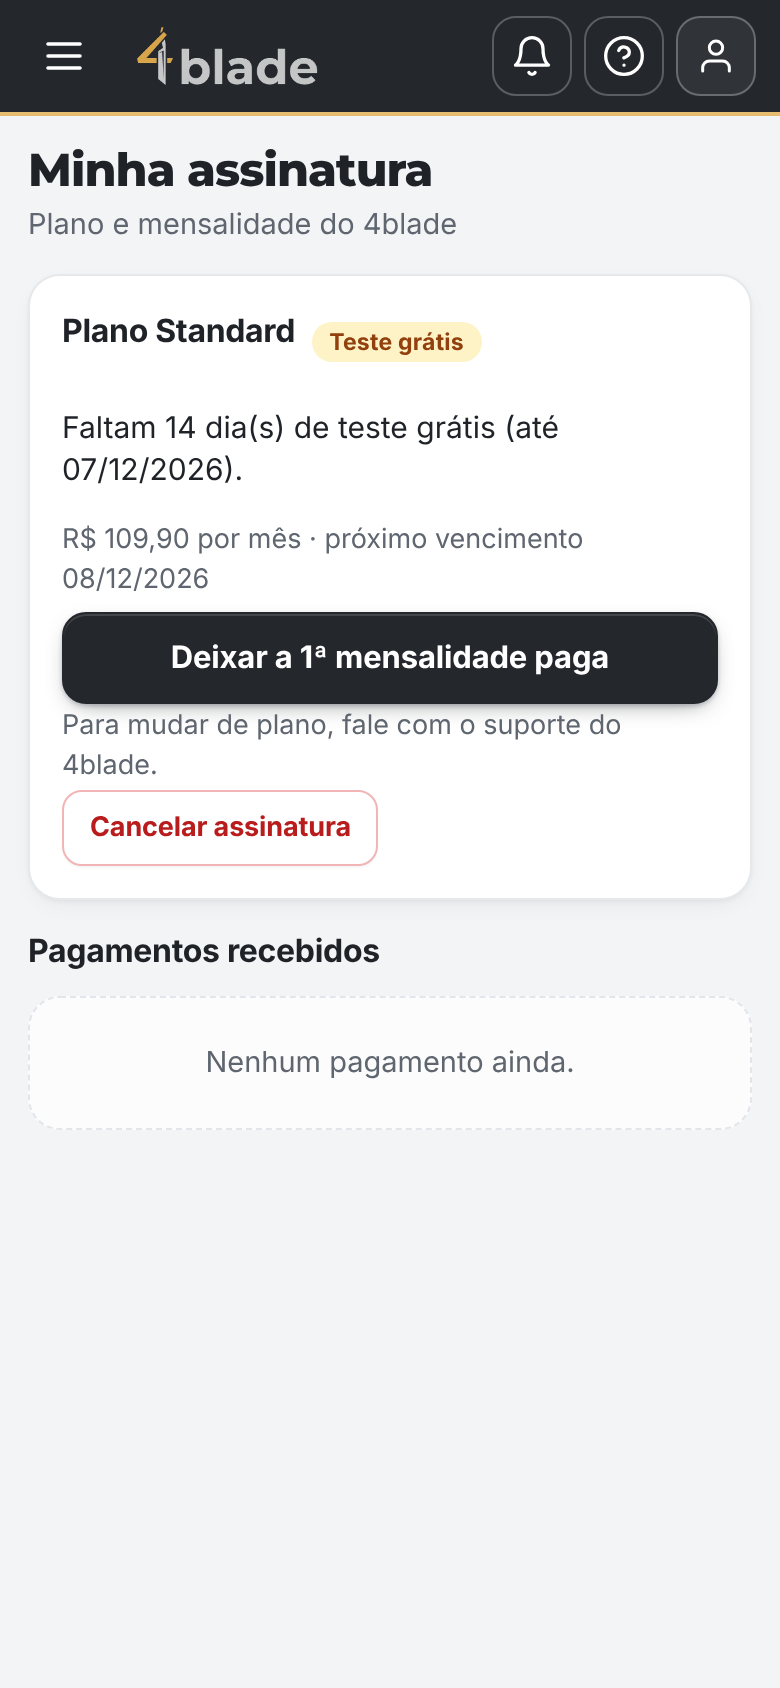 4blade
Minha assinatura
Plano e mensalidade do 4blade
Plano Standard
Teste grátis
Faltam 14 dia(s) de teste grátis (até
07/12/2026).
R$ 109,90 por mês · próximo vencimento
08/12/2026
Deixar a 1ª mensalidade paga
Para mudar de plano, fale com o suporte do
4blade.
Cancelar assinatura
Pagamentos recebidos
Nenhum pagamento ainda.